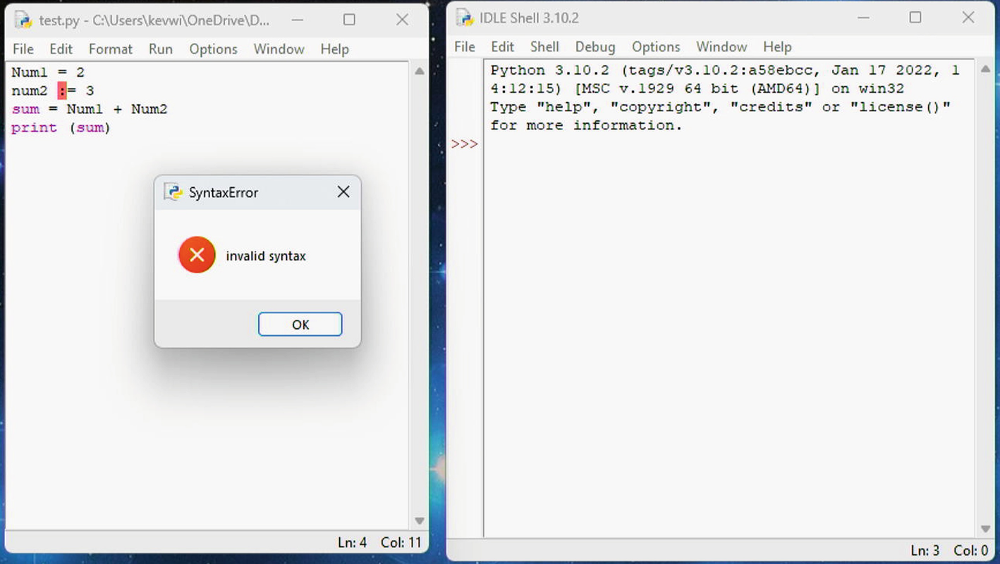 test.py - C:\Users\kevwi\OneDrive\D...
File Edit Format Run Options Window Help
Num1 = 2
num2 := 3
sum = Num1 + Num2
print (sum)
SyntaxError
invalid syntax
OK
Ln: 4 Col: 11
IDLE Shell 3.10.2
File Edit Shell Debug Options Window Help
Python 3.10.2 (tags/v3.10.2:a58ebcc, Jan 17 2022, 1
4:12:15) [MSC v.1929 64 bit (AMD64)] on win32
Type "help", "copyright", "credits" or "license()"
for more information.
>>>
Ln: 3 Col: 0